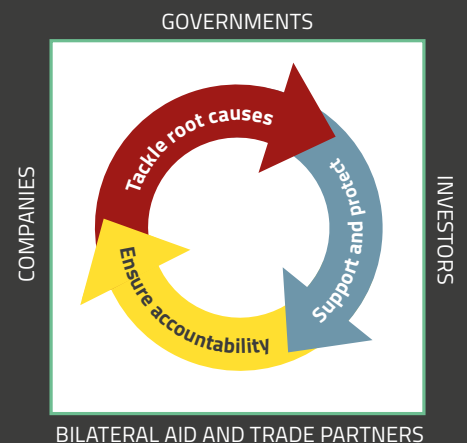 GOVERNMENTS
COMPANIES
Tackle root causes
Support and protect
Ensure accountability
INVESTORS
BILATERAL AID AND TRADE PARTNERS